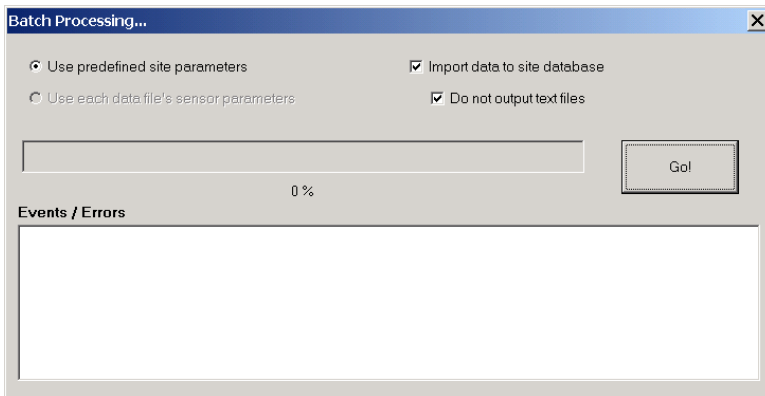 Batch Processing...
Use predefined site parameters
Import data to site database
Use each data file's sensor parameters
Do not output text files
Go!
0 %
Events / Errors